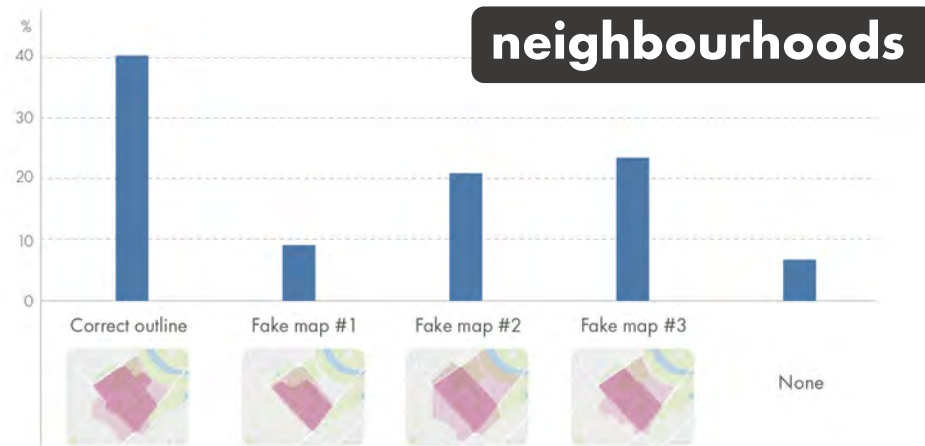 neighbourhoods
%
40
30
20
10
0
Correct outline
Fake map #1
Fake map #2
Fake map #3
None